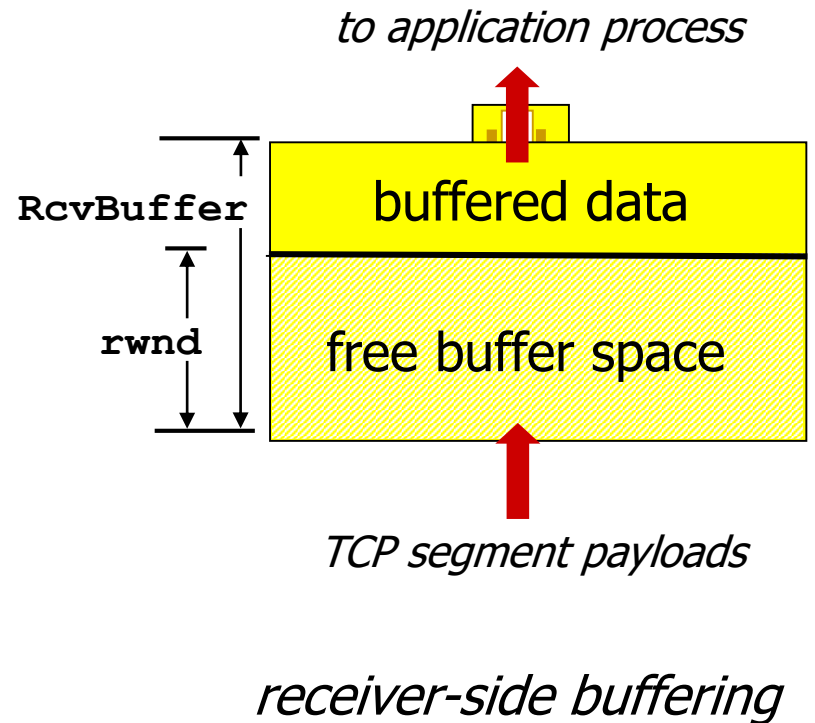 to application process
RcvBuffer
buffered data
rwnd
free buffer space
TCP segment payloads
receiver-side buffering